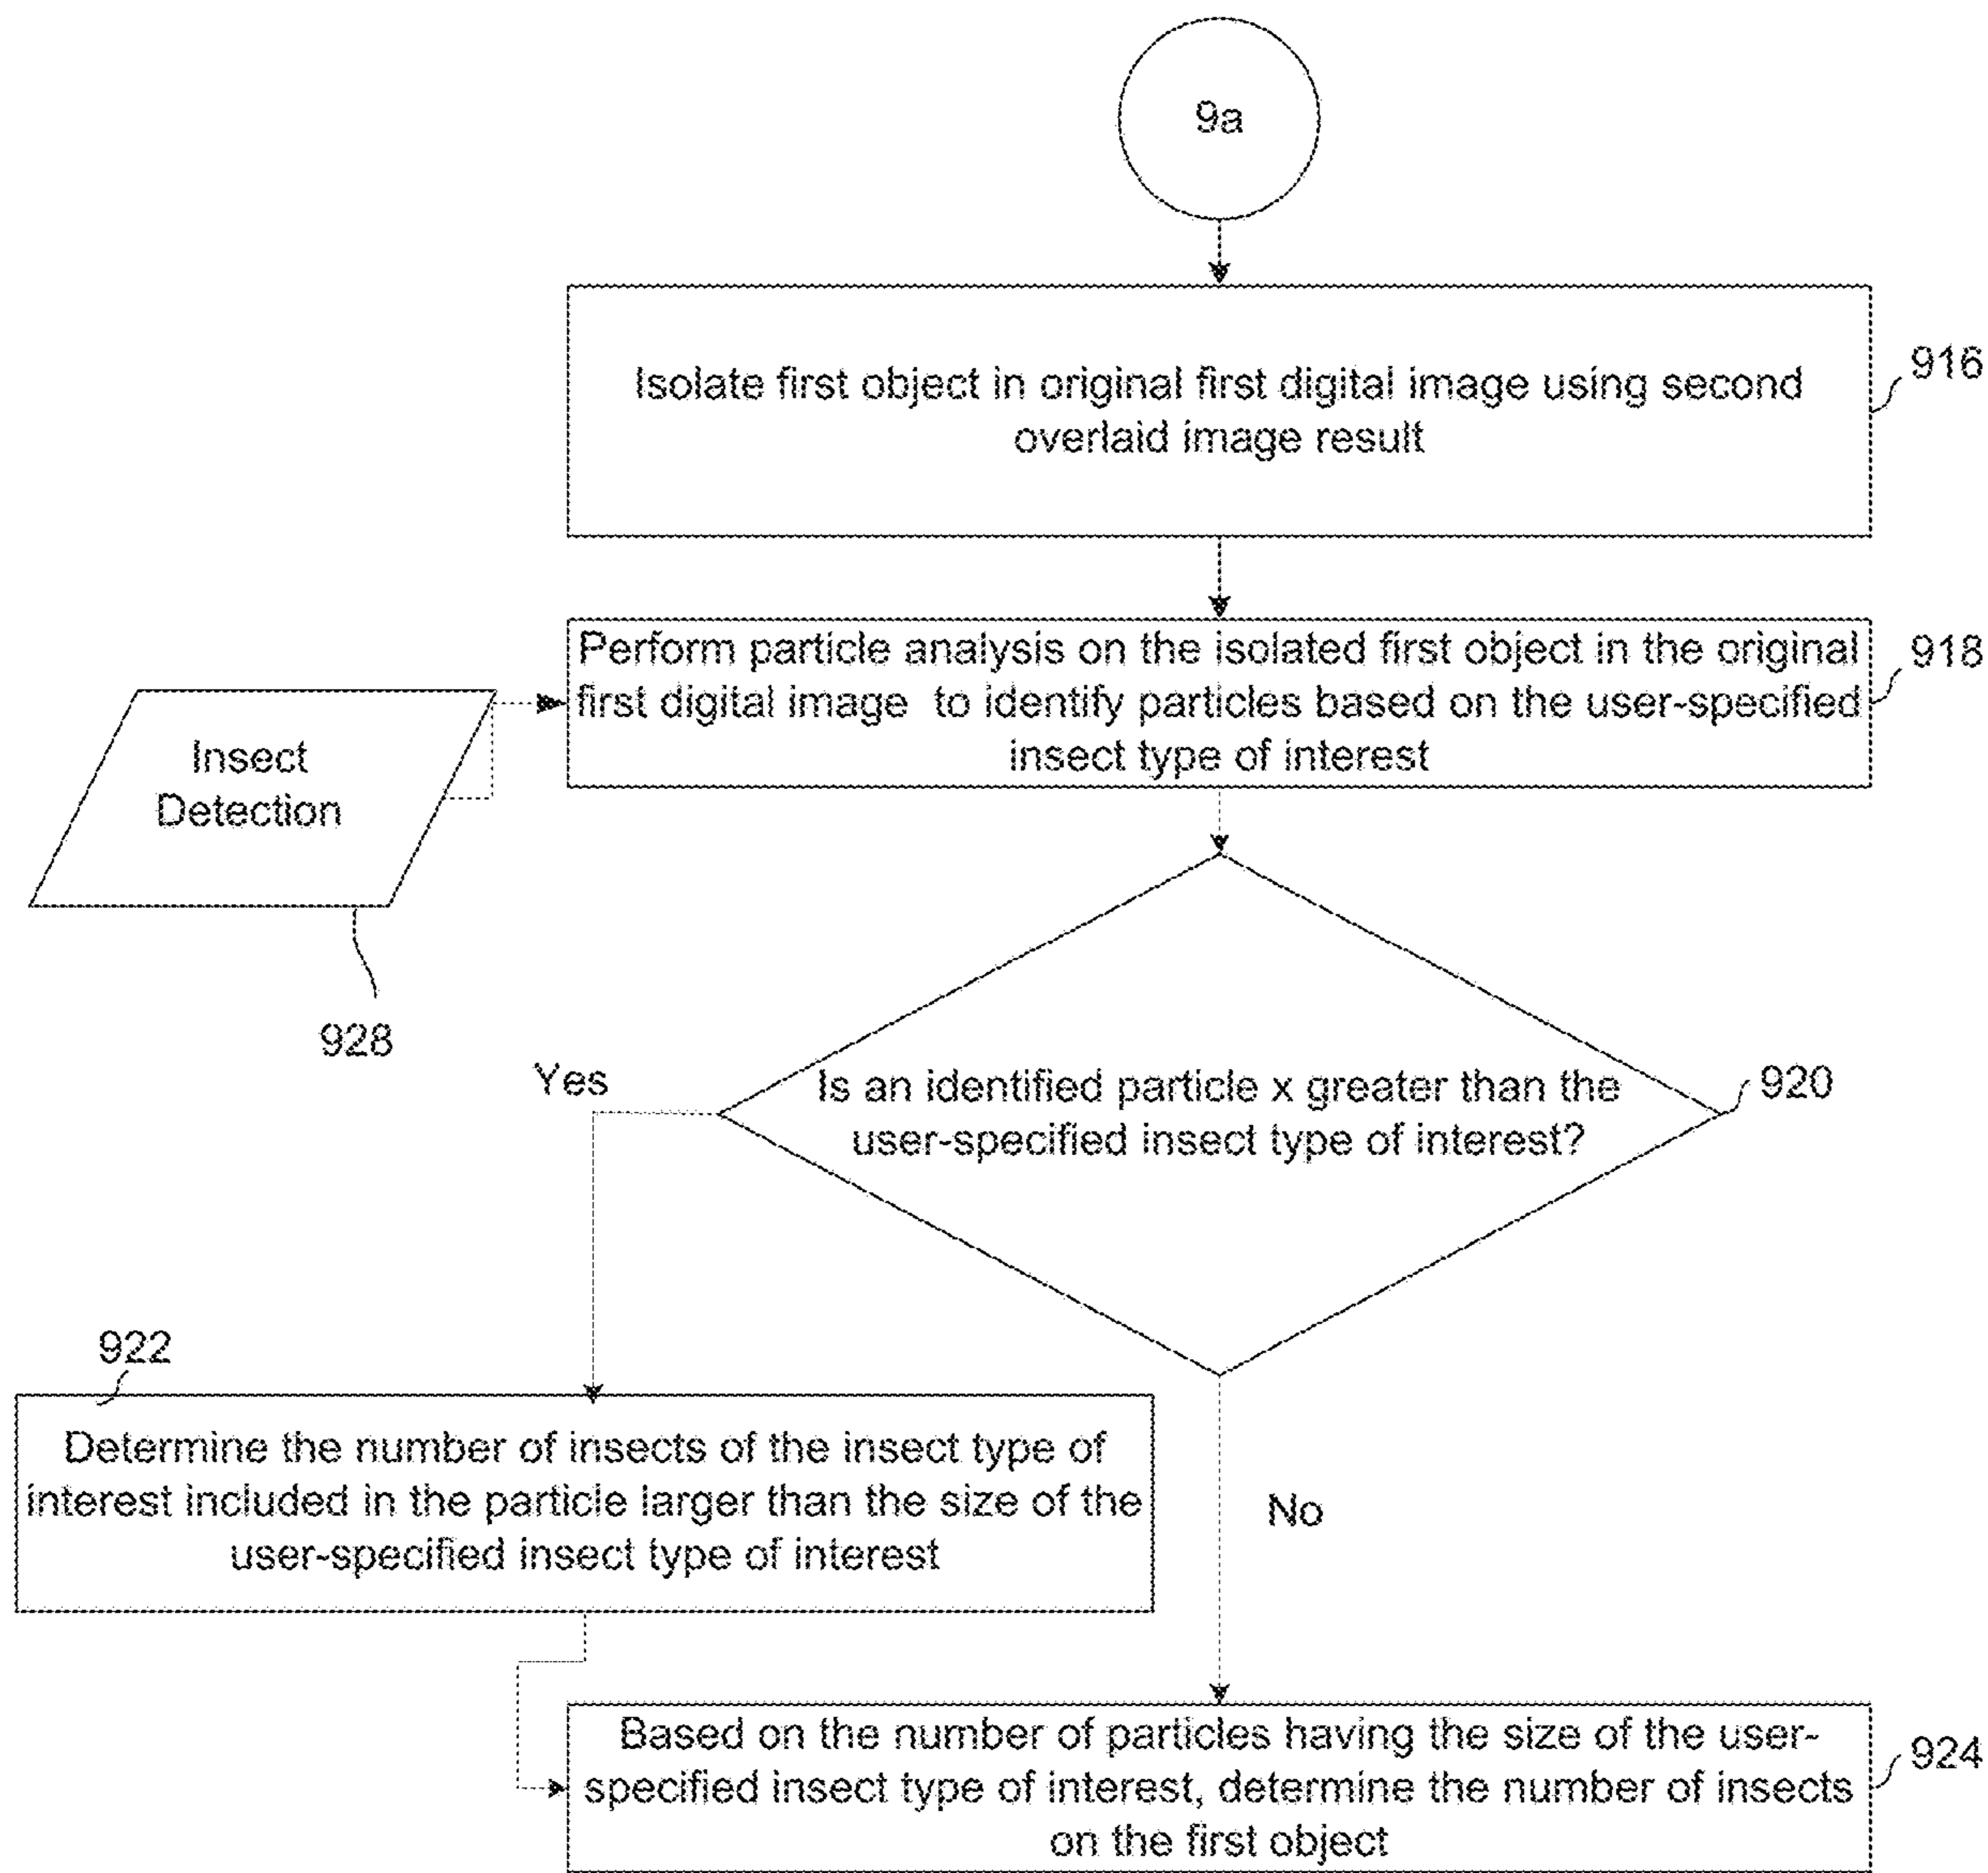 9a
Isolate first object in original first digital image using second
overlaid image result
916
Perform particle analysis on the isolated first object in the original
first digital image to identify particles based on the user-specified
insect type of interest
918
Insect
Detection
928
Is an identified particle x greater than the
user-specified insect type of interest?
920
Yes
No
922
Determine the number of insects of the insect type of
interest included in the particle larger than the size of the
user-specified insect type of interest
Based on the number of particles having the size of the user-
specified insect type of interest, determine the number of insects
on the first object
924